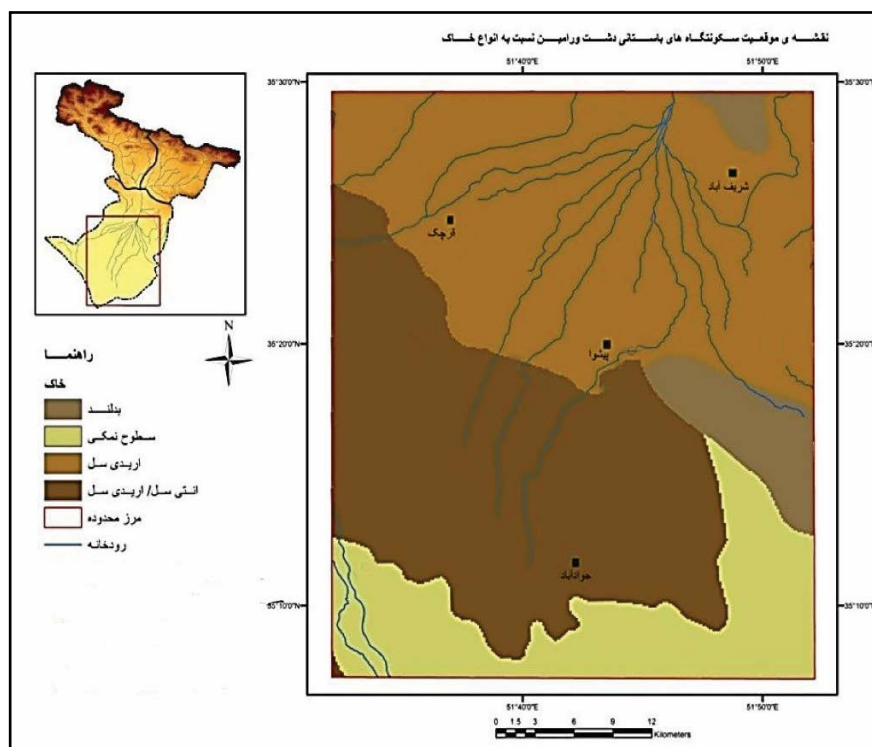 نقشه ی موقعیت سکونتگاه های باستانی دشت ورامین نسبت به انواع خاک
51°40'0"E 51°50'0"E
35°30'0"N 35°30'0"N
شریف آباد
قرچک
35°20'0"N 35°20'0"N
پیشوا
جوادآباد
35°10'0"N 35°10'0"N
51°40'0"E 51°50'0"E
0 1.5 3 6 9 12
Kilometers
N
راهنما
خاک
بدلند
سطوح نمکی
اریدی سل
انتی سل/ اریدی سل
مرز محدوده
رودخانه